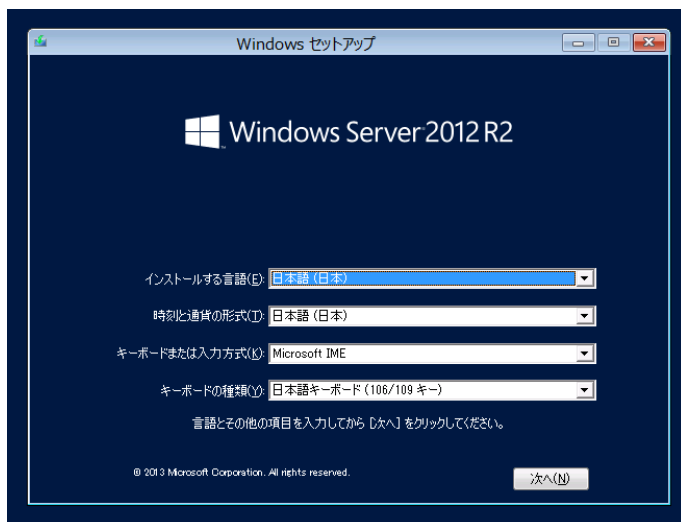 Windows セットアップ
Windows Server 2012 R2
インストールする言語(E): 日本語 (日本)
時刻と通貨の形式(T): 日本語 (日本)
キーボードまたは入力方式(K): Microsoft IME
キーボードの種類(Y): 日本語キーボード (106/109 キー)
言語とその他の項目を入力してから [次へ] をクリックしてください。
© 2013 Microsoft Corporation. All rights reserved.
次へ(N)